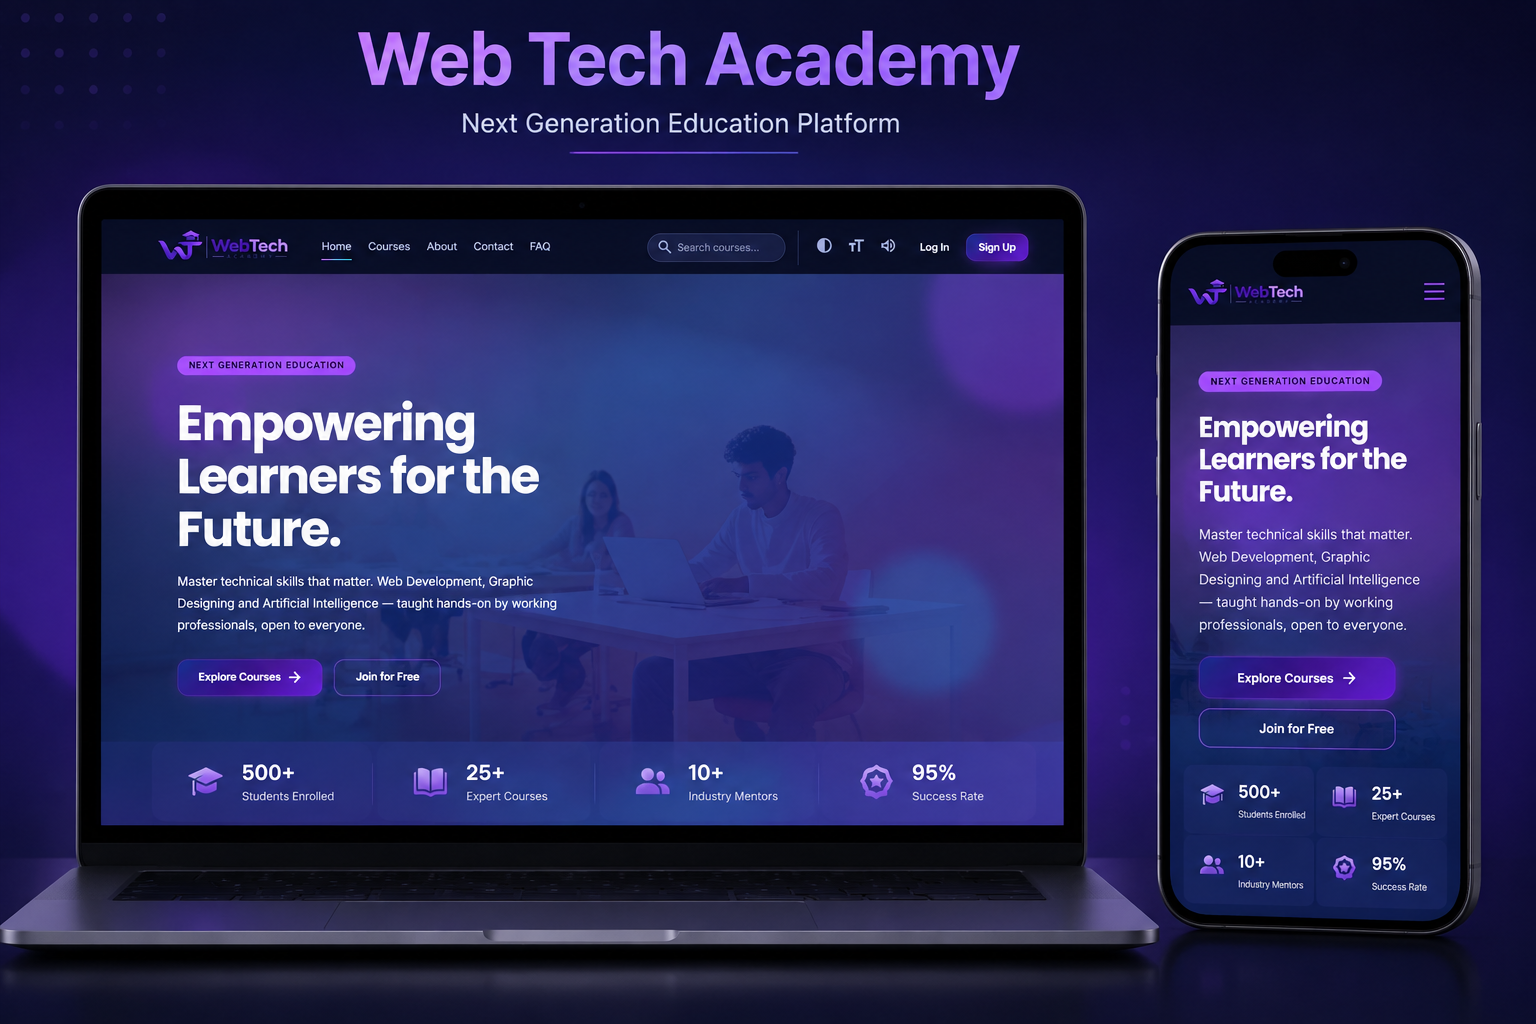 Web Tech Academy
Next Generation Education Platform
WT WebTech
ACADEMY
Home Courses About Contact FAQ
Search courses...
TT
Log In
Sign Up
NEXT GENERATION EDUCATION
Empowering
Learners for the
Future.
Master technical skills that matter. Web Development, Graphic
Designing and Artificial Intelligence — taught hands-on by working
professionals, open to everyone.
Explore Courses →
Join for Free
500+
Students Enrolled
25+
Expert Courses
10+
Industry Mentors
95%
Success Rate
WT WebTech
ACADEMY
NEXT GENERATION EDUCATION
Empowering
Learners for the
Future.
Master technical skills that matter.
Web Development, Graphic
Designing and Artificial Intelligence
— taught hands-on by working
professionals, open to everyone.
Explore Courses →
Join for Free
500+
Students Enrolled
25+
Expert Courses
10+
Industry Mentors
95%
Success Rate